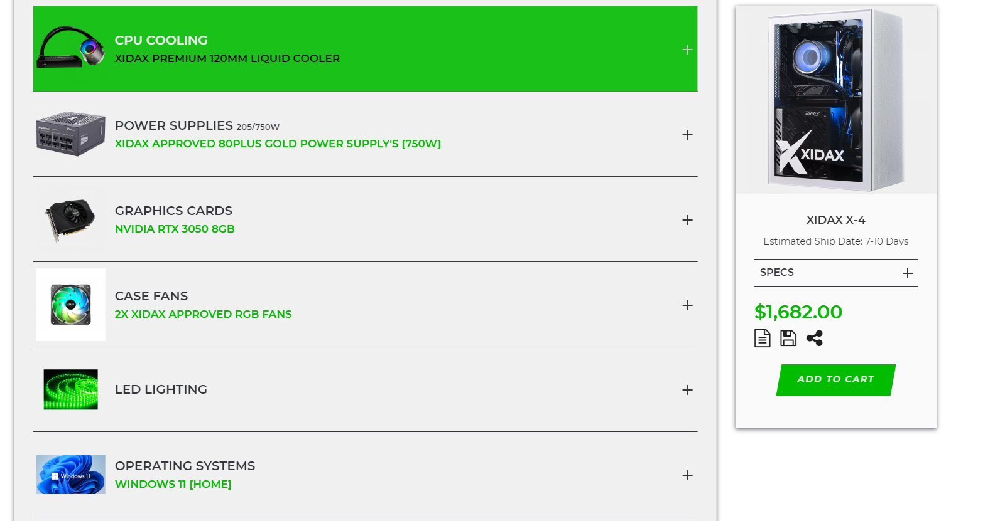 CPU COOLING
XIDAX PREMIUM 120MM LIQUID COOLER
POWER SUPPLIES 205/750W
XIDAX APPROVED 80PLUS GOLD POWER SUPPLY'S [750W]
GRAPHICS CARDS
NVIDIA RTX 3050 8GB
CASE FANS
2X XIDAX APPROVED RGB FANS
LED LIGHTING
OPERATING SYSTEMS
WINDOWS 11 [HOME]
Windows 11
MAG
XIDAX
XIDAX X-4
Estimated Ship Date: 7-10 Days
SPECS
$1,682.00
ADD TO CART